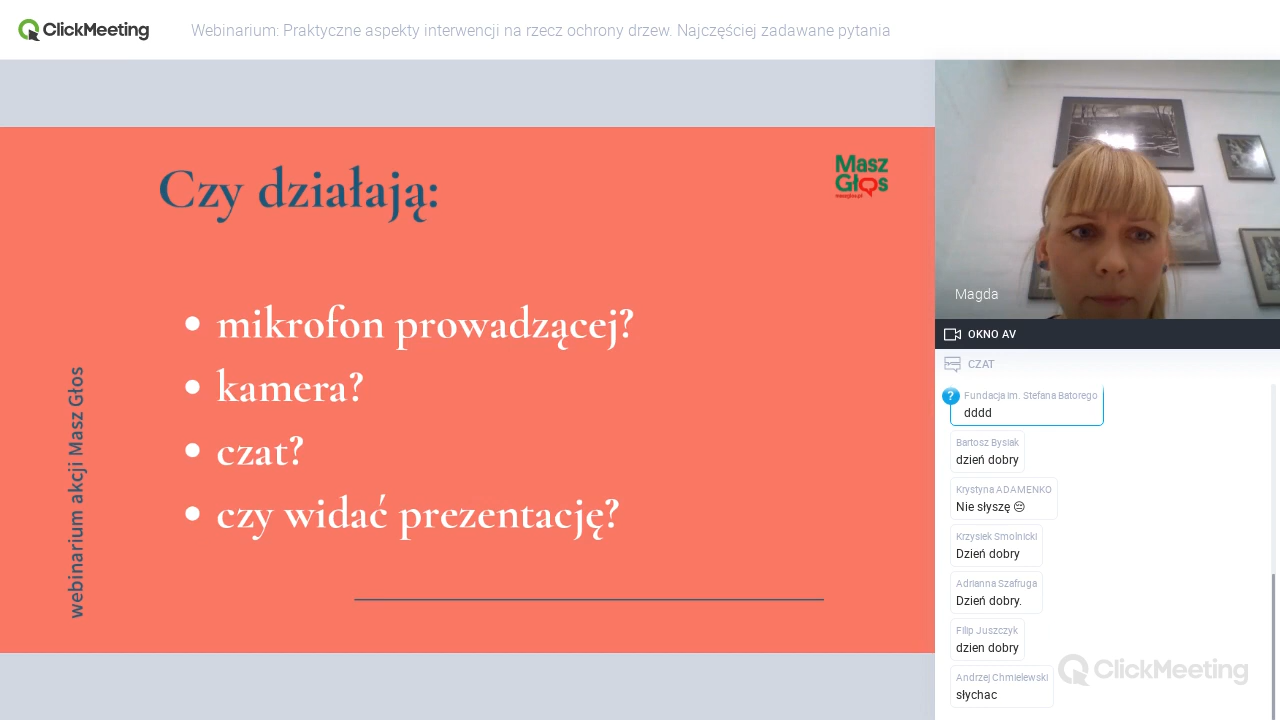 ClickMeeting
Webinarium: Praktyczne aspekty interwencji na rzecz ochrony drzew. Najczęściej zadawane pytania
Czy działają:
Masz
Głos
mikrofon prowadzącej?
kamera?
czat?
czy widać prezentację?
webinarium akcji Masz Głos
Magda
OKNO AV
CZAT
?
Fundacja im. Stefana Batorego
dddd
Bartosz Bysiak
dzień dobry
Krystyna ADAMENKO
Nie słyszę 😔
Krzysiek Smolnicki
Dzień dobry
Adrianna Szafruga
Dzień dobry.
Filip Juszczyk
dzien dobry
Andrzej Chmielewski
słychac
ClickMeeting